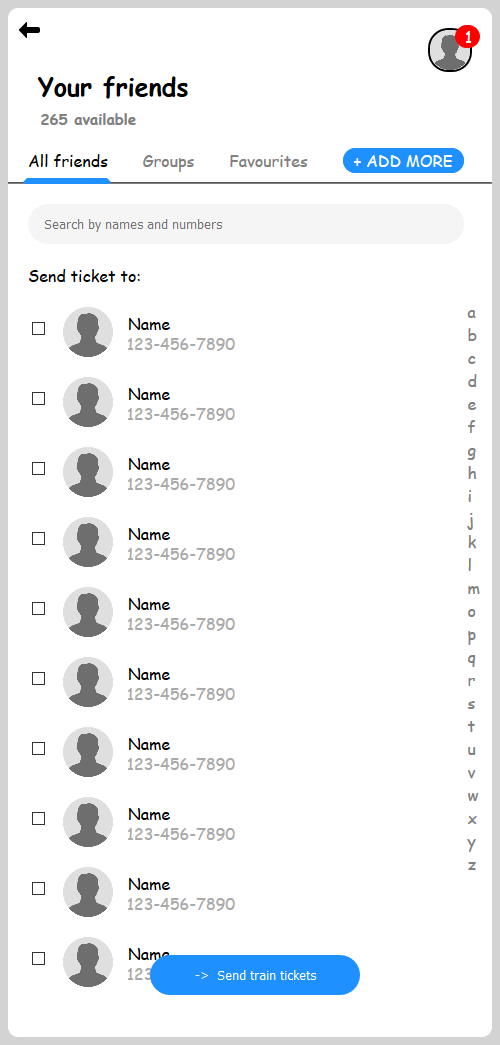 1
Your friends
265 available
All friends Groups Favourites + ADD MORE
Search by names and numbers
Send ticket to:
Name
123-456-7890
Name
123-456-7890
Name
123-456-7890
Name
123-456-7890
Name
123-456-7890
Name
123-456-7890
Name
123-456-7890
Name
123-456-7890
Name
123-456-7890
Name
123
-> Send train tickets
a
b
c
d
e
f
g
h
i
j
k
l
m
o
p
q
r
s
t
u
v
w
x
y
z